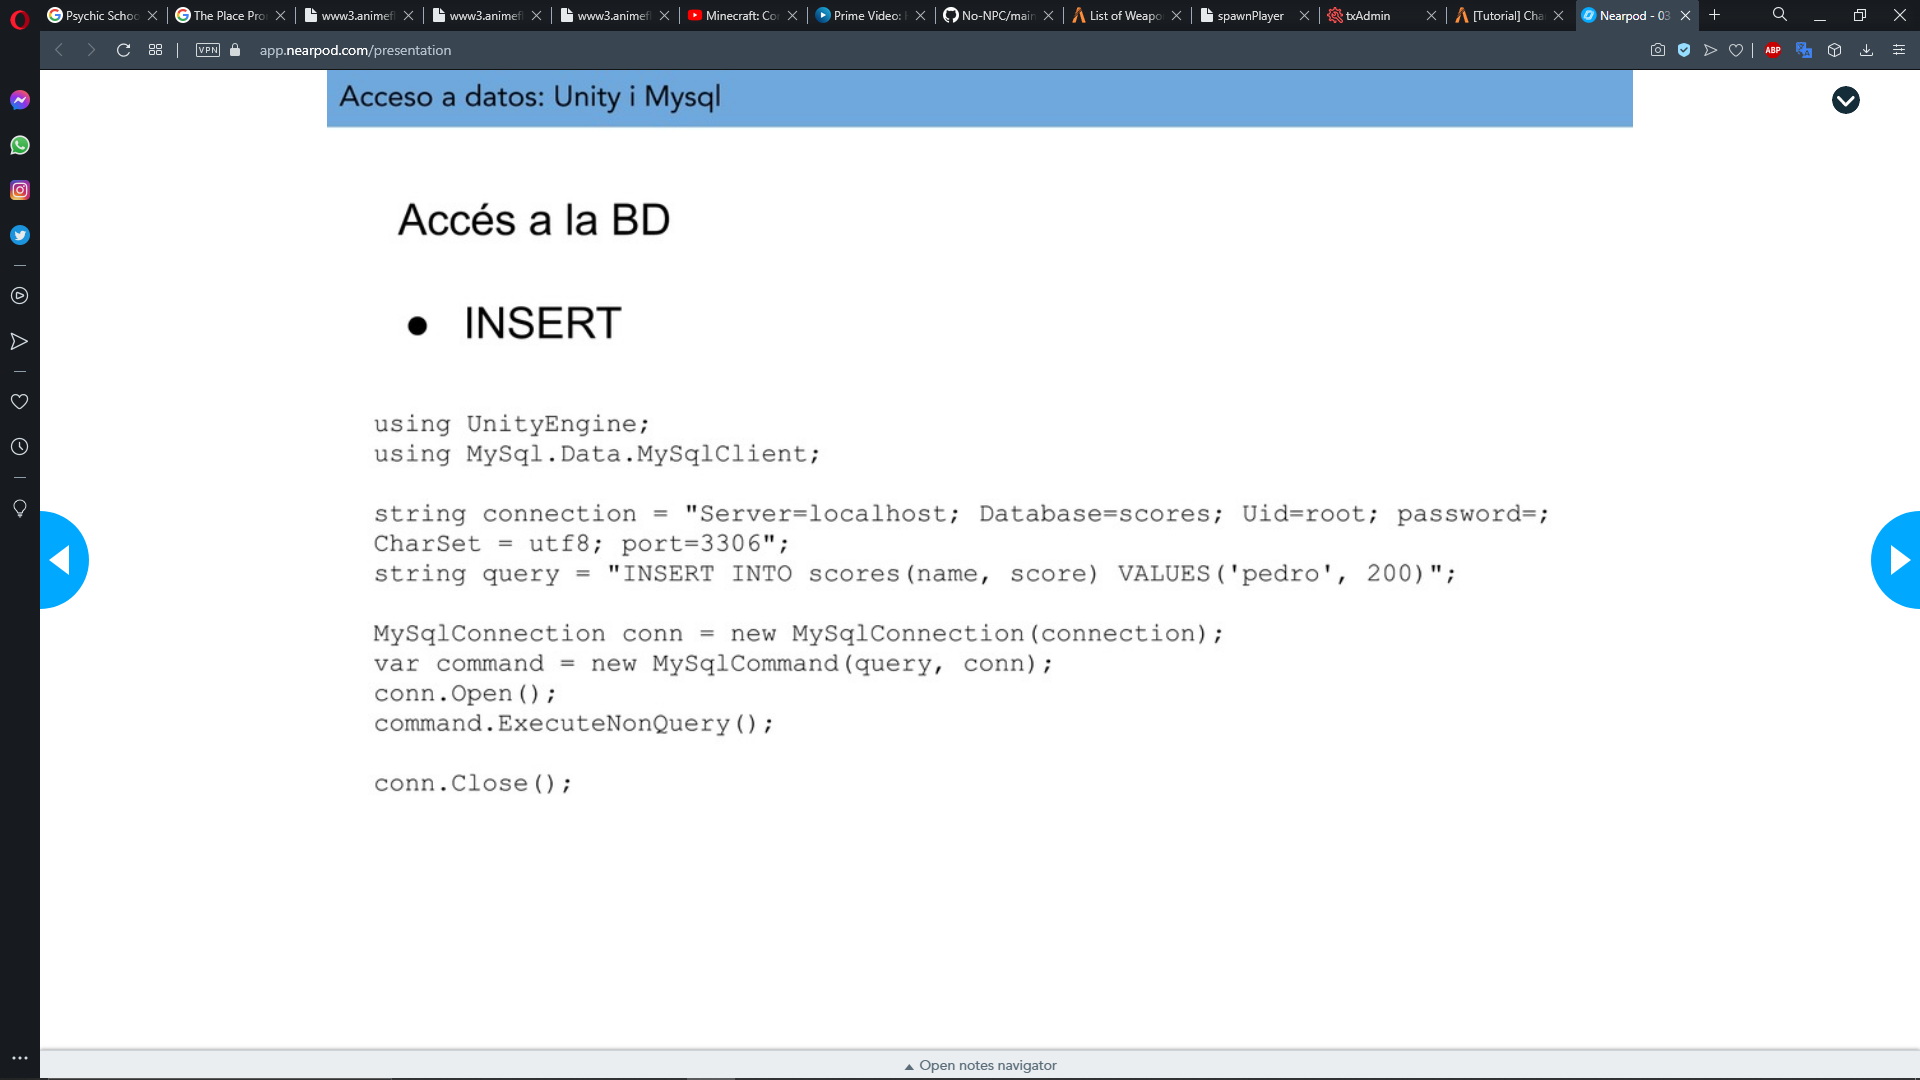 Psychic Schoo
The Place Pro
www3.animefl
www3.animefl
www3.animefl
Minecraft: Co
Prime Video:
No-NPC/main
List of Weapo
spawnPlayer
txAdmin
[Tutorial] Cha
Nearpod - 03
VPN
app.nearpod.com/presentation
ABP
Acceso a datos: Unity i Mysql
Accés a la BD
● INSERT
using UnityEngine;
using MySql.Data.MySqlClient;
string connection = "Server=localhost; Database=scores; Uid=root; password=;
CharSet = utf8; port=3306";
string query = "INSERT INTO scores(name, score) VALUES('pedro', 200)";
MySqlConnection conn = new MySqlConnection(connection);
var command = new MySqlCommand(query, conn);
conn.Open();
command.ExecuteNonQuery();
conn.Close();
Open notes navigator